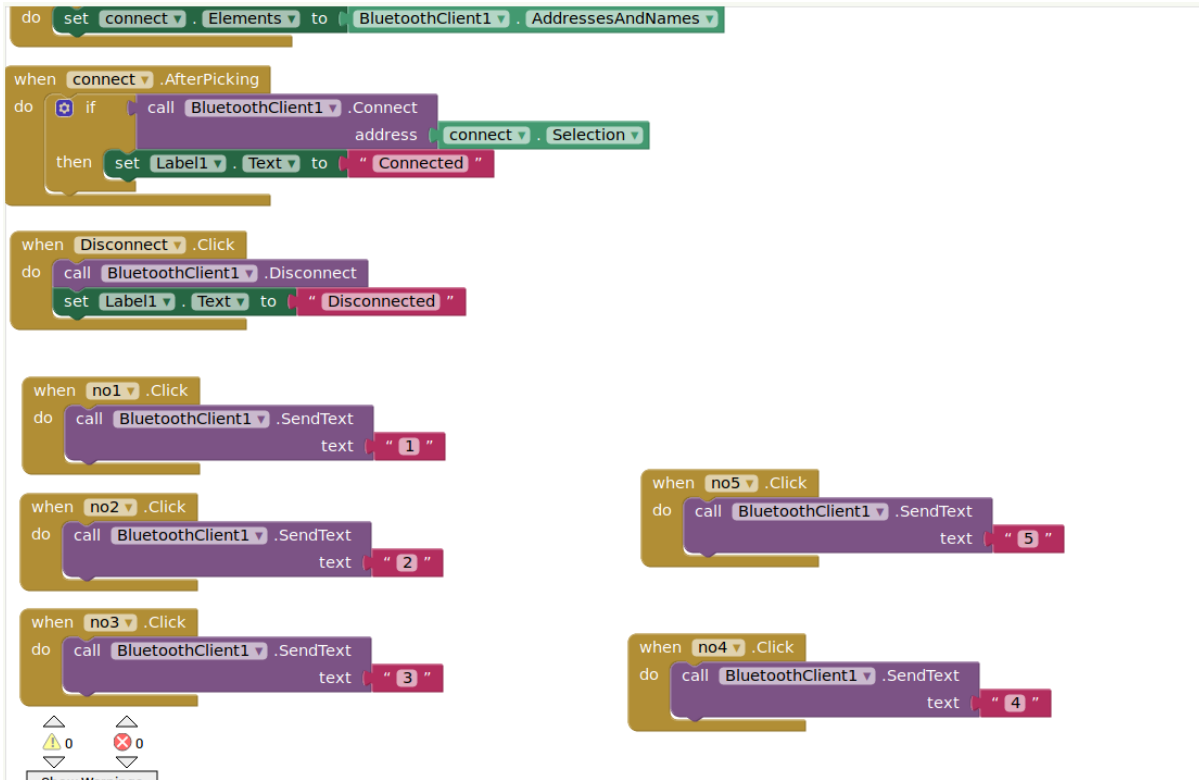 do set connect . Elements to BluetoothClient1 . AddressesAndNames
when connect .AfterPicking
do if call BluetoothClient1 .Connect
address connect . Selection
then set Label1 . Text to “ Connected ”
when Disconnect .Click
do call BluetoothClient1 .Disconnect
set Label1 . Text to “ Disconnected ”
when no1 .Click
do call BluetoothClient1 .SendText
text “ 1 ”
when no2 .Click
do call BluetoothClient1 .SendText
text “ 2 ”
when no3 .Click
do call BluetoothClient1 .SendText
text “ 3 ”
when no5 .Click
do call BluetoothClient1 .SendText
text “ 5 ”
when no4 .Click
do call BluetoothClient1 .SendText
text “ 4 ”
0 0
Show Warnings